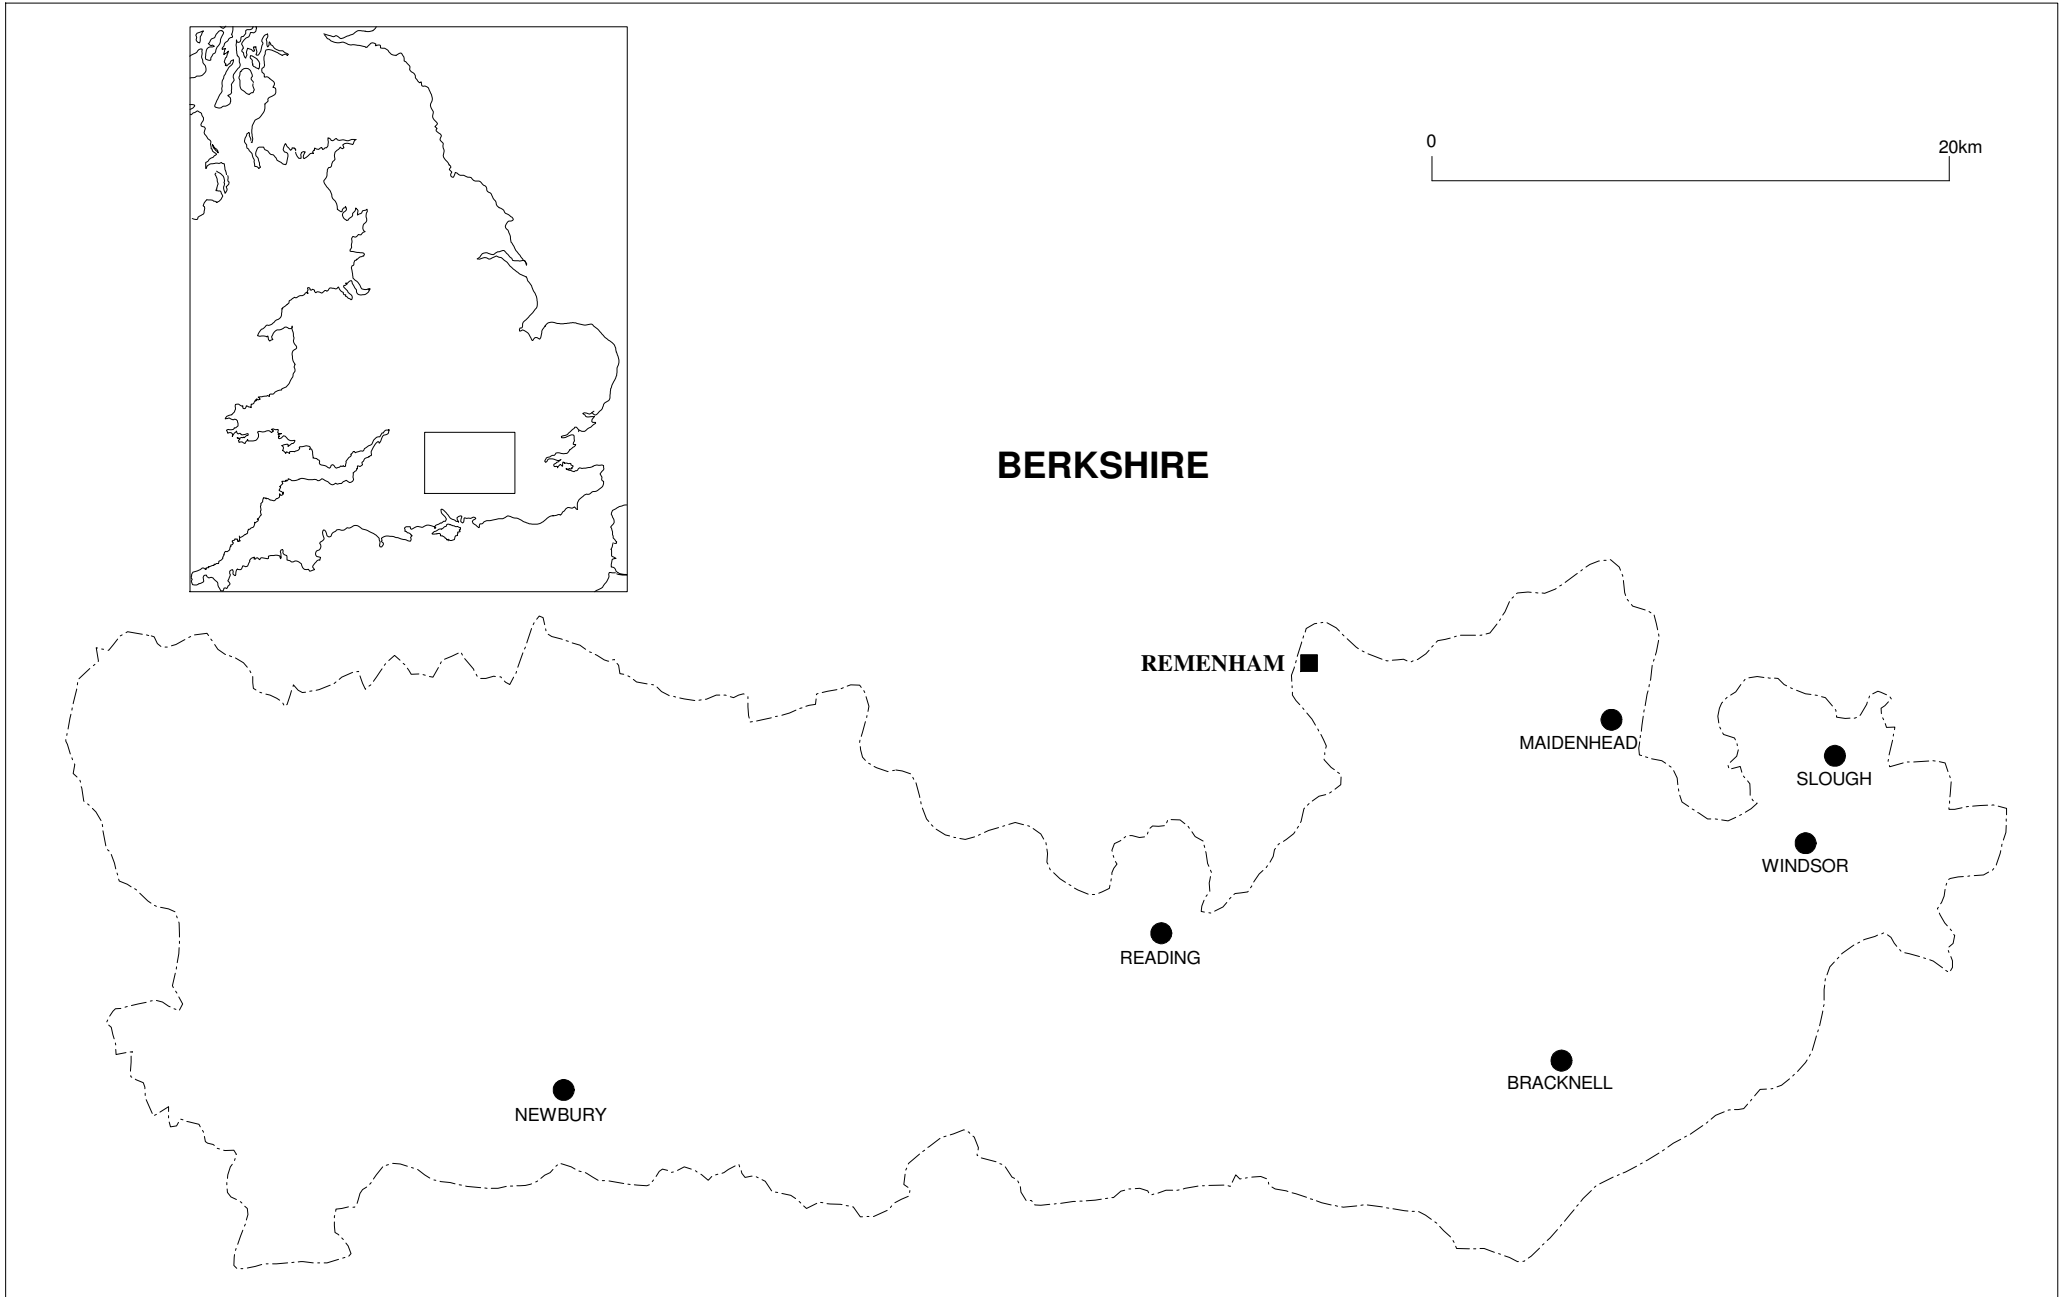 0
20km
BERKSHIRE
REMENHAM
MAIDENHEAD
SLOUGH
WINDSOR
READING
BRACKNELL
NEWBURY